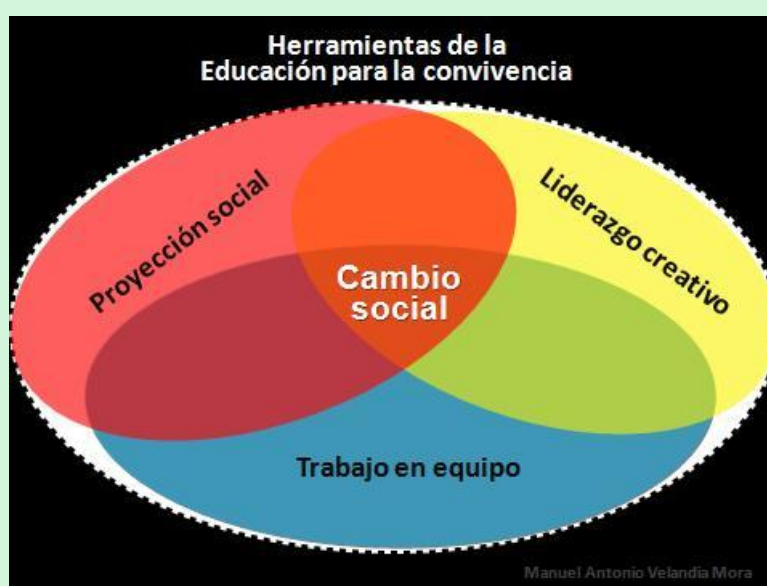 Herramientas de la
Educación para la convivencia
Proyección social
Liderazgo creativo
Cambio
social
Trabajo en equipo
Manuel Antonio Velandia Mora